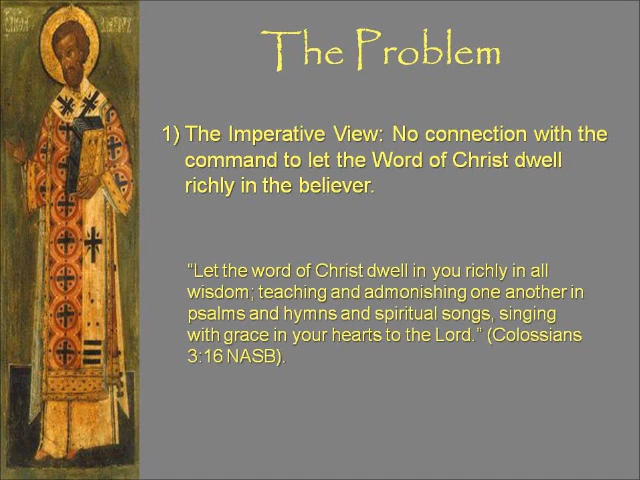 The Problem
1) The Imperative View: No connection with the
command to let the Word of Christ dwell
richly in the believer.
“Let the word of Christ dwell in you richly in all
wisdom; teaching and admonishing one another in
psalms and hymns and spiritual songs, singing
with grace in your hearts to the Lord.” (Colossians
3:16 NASB).